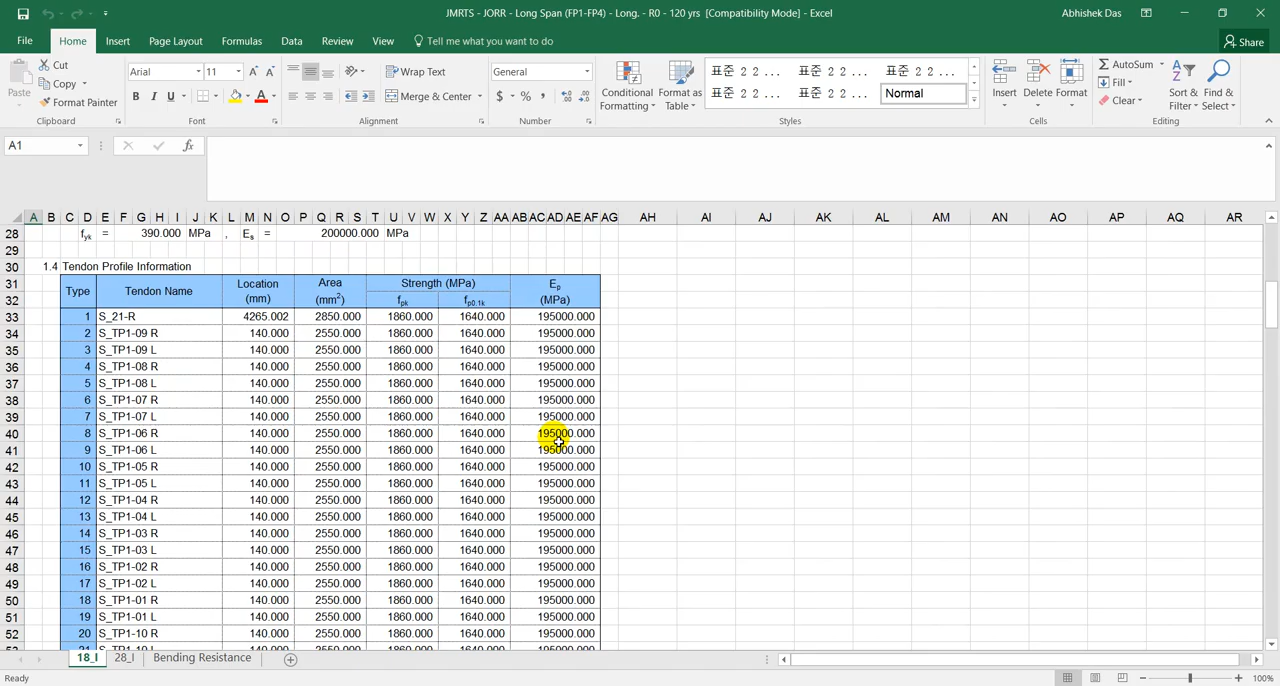 JMRTS - JORR - Long Span (FP1-FP4) - Long. - R0 - 120 yrs [Compatibility Mode] - Excel
Abhishek Das
File Home Insert Page Layout Formulas Data Review View Tell me what you want to do
Share
Paste Cut Copy Format Painter
Arial 11
B I U
Wrap Text
Merge & Center
General
$ % ,
Conditional Formatting
Format as Table
표준 2 2 ... 표준 2 2 ... 표준 2 2 ...
표준 2 2 ... 표준 2 2 ... Normal
Insert Delete Format
AutoSum
Fill
Clear
Sort & Filter
Find & Select
Clipboard Font Alignment Number Styles Cells Editing
A1 fx
A B C D E F G H I J K L M N O P Q R S T U V W X Y Z AA AB AC AD AE AF AG AH AI AJ AK AL AM AN AO AP AQ AR
28 fyk = 390.000 MPa , Es = 200000.000 MPa
29
30 1.4 Tendon Profile Information
31 Type Tendon Name Location (mm) Area (mm2) Strength (MPa) Ep (MPa)
32 fpk fp0.1k
33 1 S_21-R 4265.002 2850.000 1860.000 1640.000 195000.000
34 2 S_TP1-09 R 140.000 2550.000 1860.000 1640.000 195000.000
35 3 S_TP1-09 L 140.000 2550.000 1860.000 1640.000 195000.000
36 4 S_TP1-08 R 140.000 2550.000 1860.000 1640.000 195000.000
37 5 S_TP1-08 L 140.000 2550.000 1860.000 1640.000 195000.000
38 6 S_TP1-07 R 140.000 2550.000 1860.000 1640.000 195000.000
39 7 S_TP1-07 L 140.000 2550.000 1860.000 1640.000 195000.000
40 8 S_TP1-06 R 140.000 2550.000 1860.000 1640.000 195000.000
41 9 S_TP1-06 L 140.000 2550.000 1860.000 1640.000 195000.000
42 10 S_TP1-05 R 140.000 2550.000 1860.000 1640.000 195000.000
43 11 S_TP1-05 L 140.000 2550.000 1860.000 1640.000 195000.000
44 12 S_TP1-04 R 140.000 2550.000 1860.000 1640.000 195000.000
45 13 S_TP1-04 L 140.000 2550.000 1860.000 1640.000 195000.000
46 14 S_TP1-03 R 140.000 2550.000 1860.000 1640.000 195000.000
47 15 S_TP1-03 L 140.000 2550.000 1860.000 1640.000 195000.000
48 16 S_TP1-02 R 140.000 2550.000 1860.000 1640.000 195000.000
49 17 S_TP1-02 L 140.000 2550.000 1860.000 1640.000 195000.000
50 18 S_TP1-01 R 140.000 2550.000 1860.000 1640.000 195000.000
51 19 S_TP1-01 L 140.000 2550.000 1860.000 1640.000 195000.000
52 20 S_TP1-10 R 140.000 2550.000 1860.000 1640.000 195000.000
18_I 28_I Bending Resistance
Ready
100%